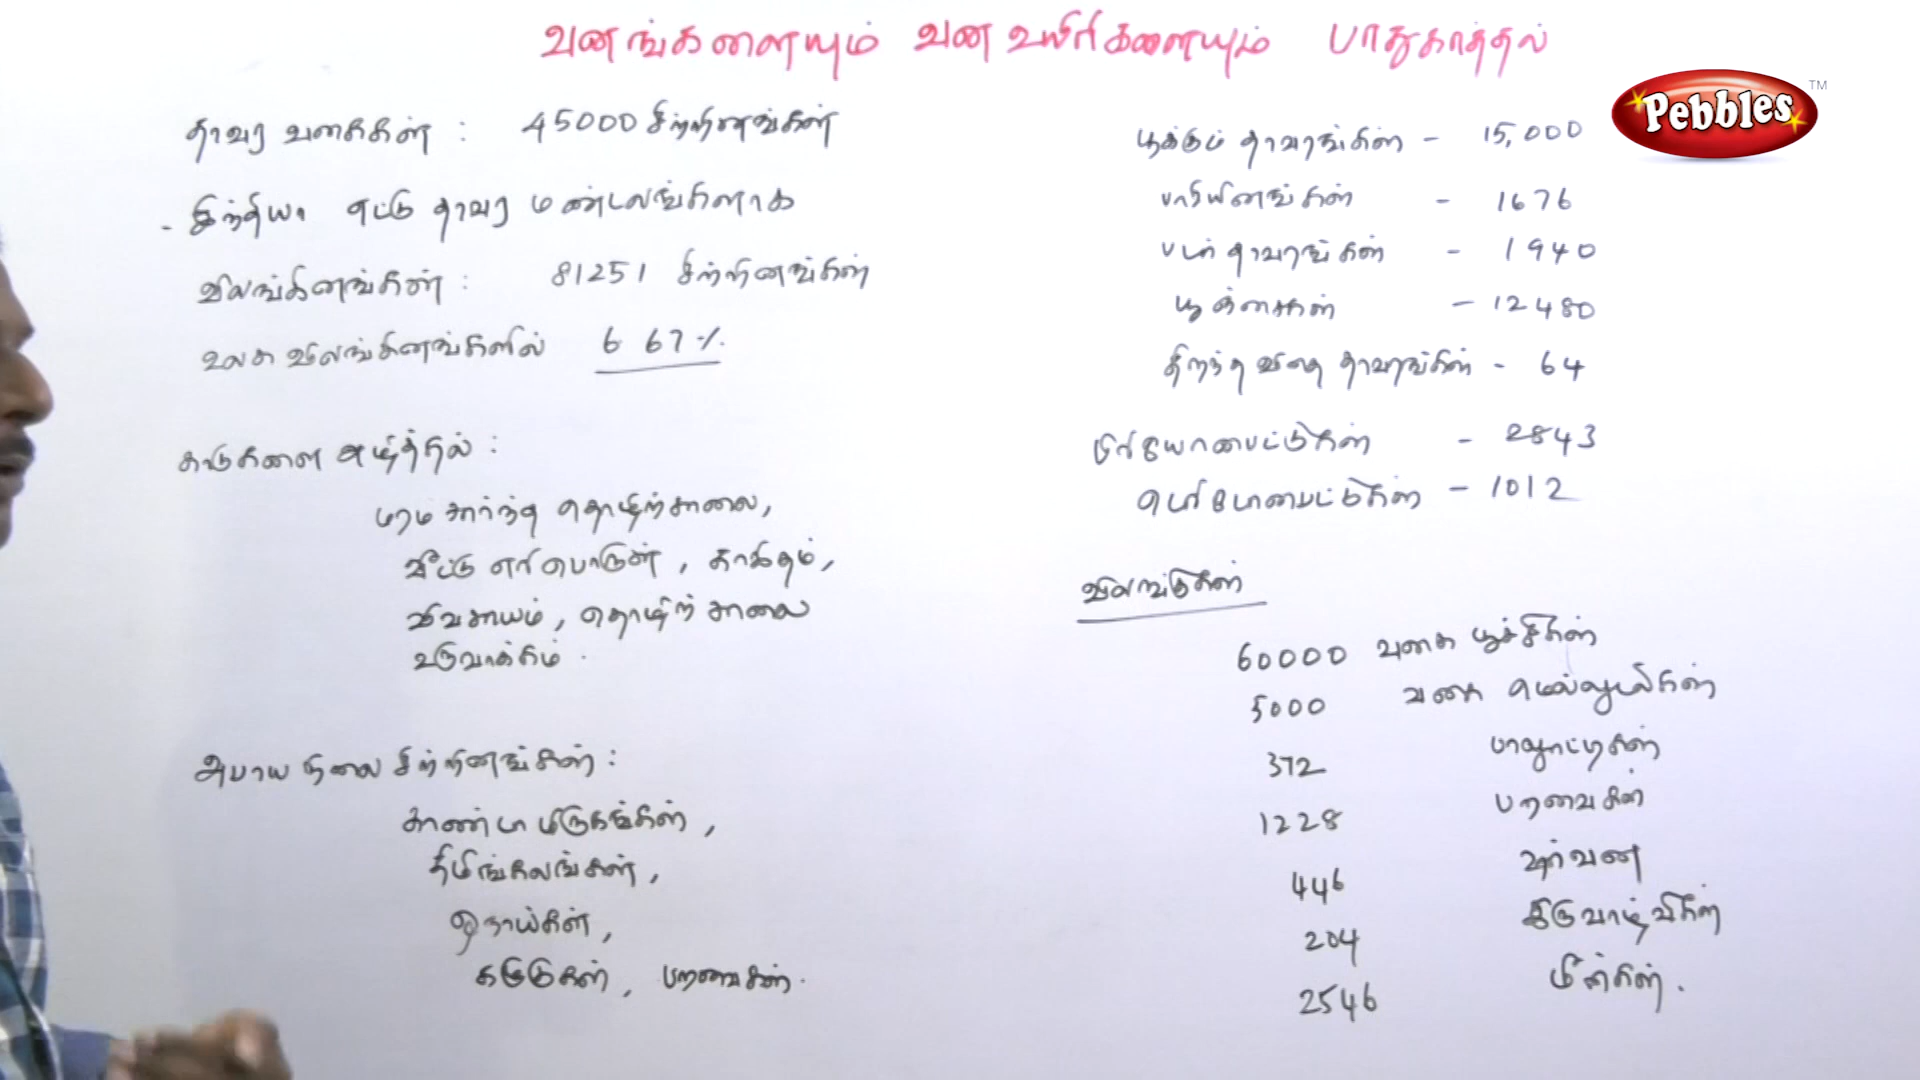 வனங்களையும் வன உயிரிகளையும் பாதுகாத்தல்
Pebbles TM
தாவர வகைகள் : 45000 சிற்றினங்கள்
- இந்தியா எட்டு தாவர மண்டலங்களாக
விலங்கினங்கள் : 81251 சிற்றினங்கள்
உலக விலங்கினங்களில் 6 67 %
காடுகளை அழித்தல் :
மரம் சார்ந்த தொழிற்சாலை,
வீட்டு எரிபொருள் , காகிதம் ,
விவசாயம் , தொழிற் சாலை
உருவாக்கம் .
அபாய நிலை சிற்றினங்கள் :
காண்டா மிருகங்கள் ,
திமிங்கலங்கள் ,
ஓநாய்கள் ,
கழுகுகள் , பறவைகள் .
பூக்கும் தாவரங்கள் - 15,000
பாசியினங்கள் - 1676
படர் தாவரங்கள் - 1940
பூஞ்சைகள் - 12480
திறந்த விதை தாவரங்கள் - 64
பிரையோபைட்டுகள் - 2843
டெரிடோபைட்டுகள் - 1012
விலங்குகள்
60000 வகை பூச்சிகள்
5000 வகை மெல்லுடலிகள்
372 பாலூட்டிகள்
1228 பறவைகள்
446 ஊர்வன
204 இருவாழ்விகள்
2546 மீன்கள் .